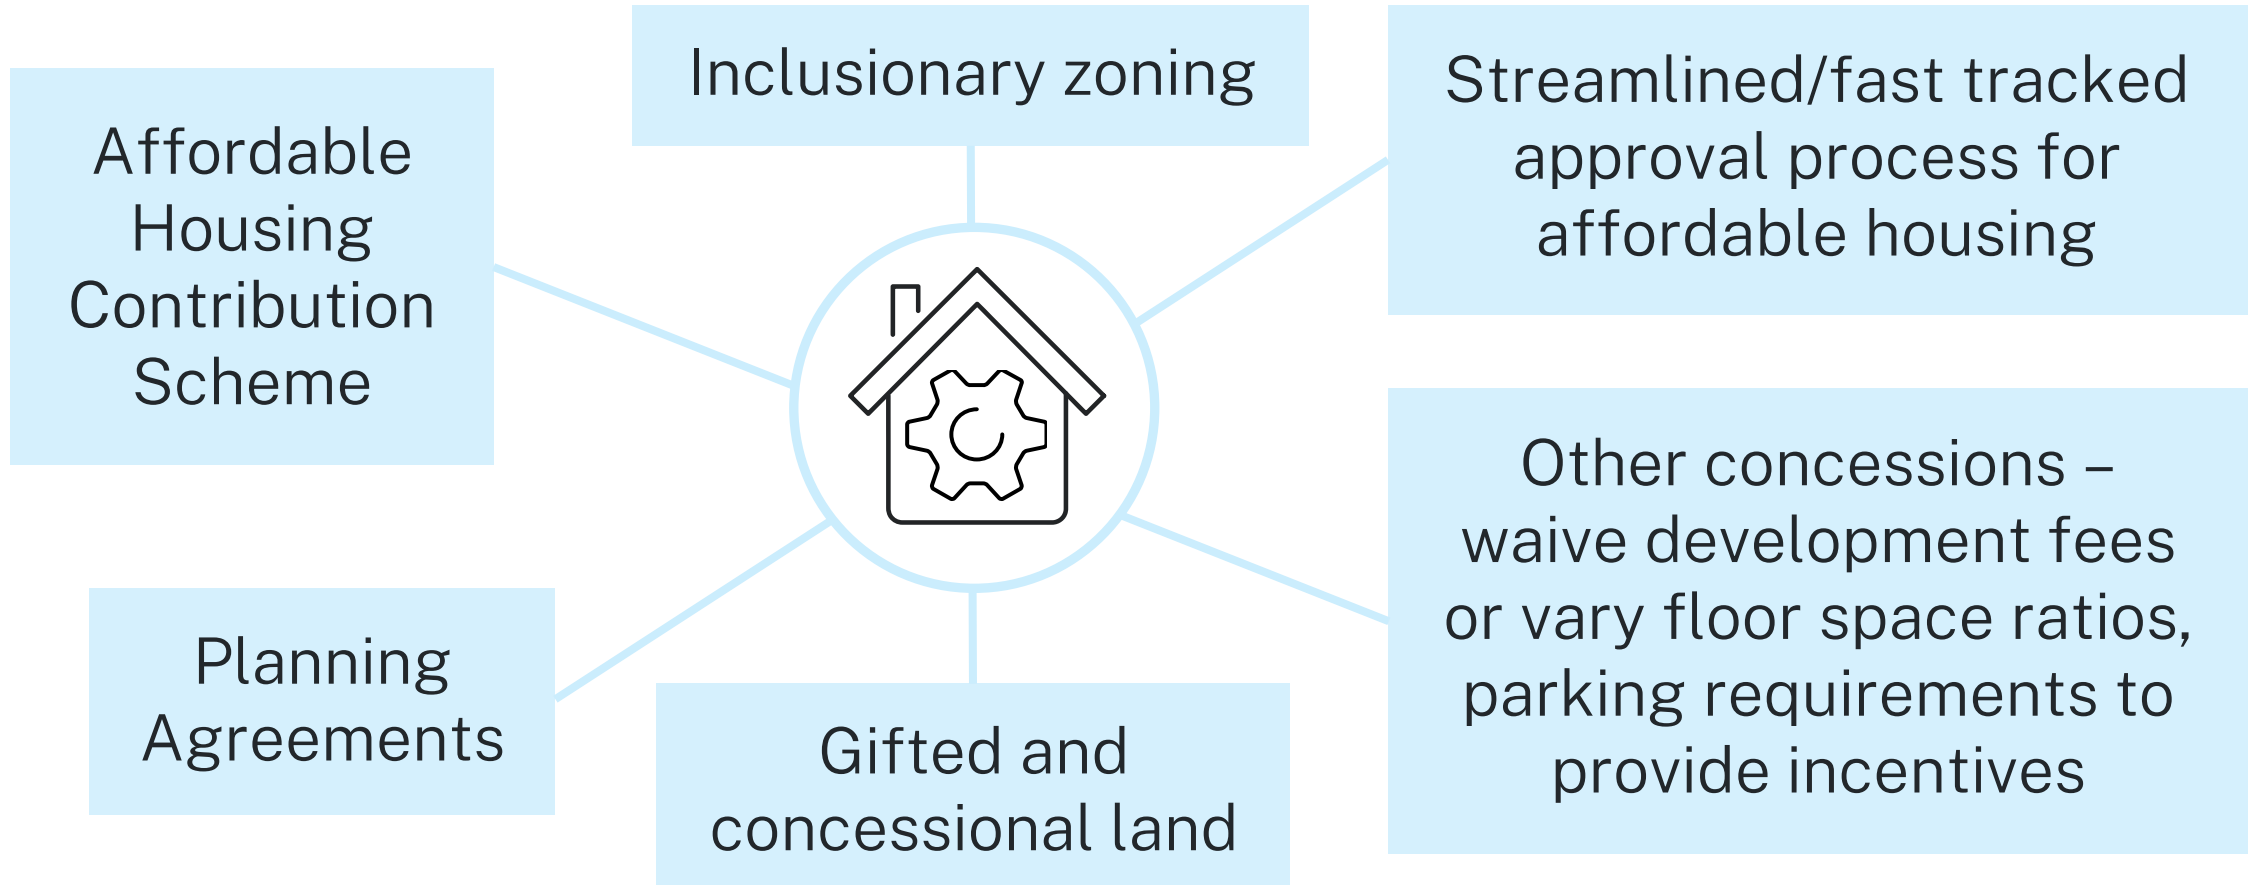 Affordable
Housing
Contribution
Scheme
Inclusionary zoning
Streamlined/fast tracked
approval process for
affordable housing
Planning
Agreements
Gifted and
concessional land
Other concessions –
waive development fees
or vary floor space ratios,
parking requirements to
provide incentives